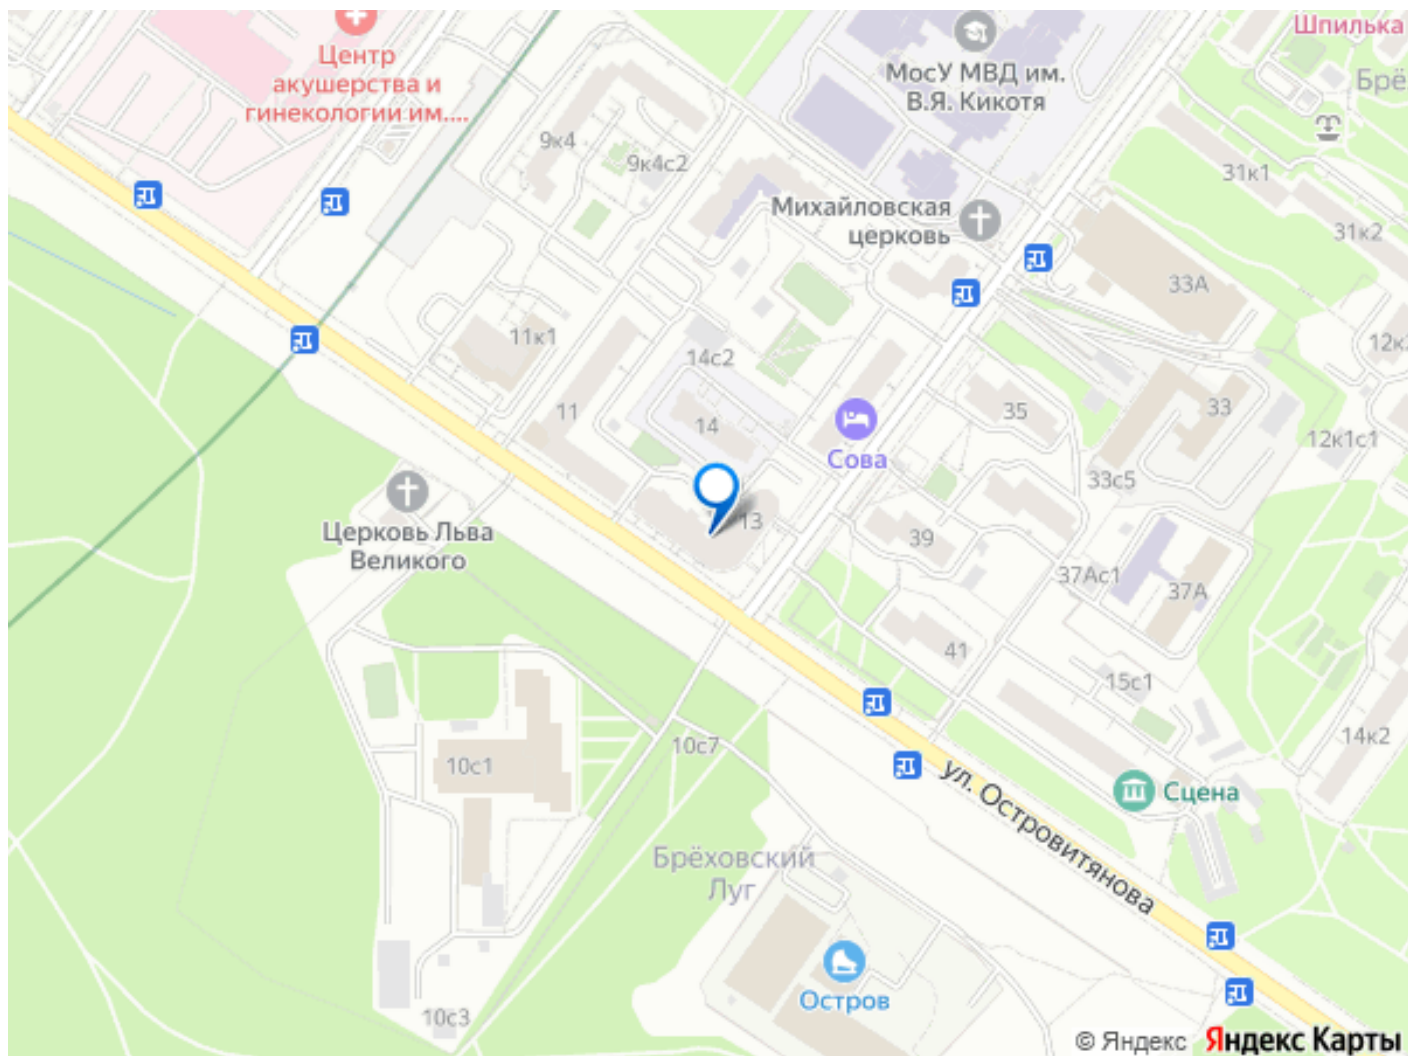 Шпилька
Центр
акушерства и
гинекологии им....
МосУ МВД им.
В.Я. Кикотя
Брё
9к4
9к4с2
31к1
Михайловская
церковь
31к2
33А
11к1
14с2
12к2
11
14
35
33
Сова
12к1с1
33с5
13
39
Церковь Льва
Великого
37Ас1
37А
41
15с1
10с7
14к2
10с1
Сцена
ул. Островитянова
Брёховский
Луг
Остров
10с3
© Яндекс Яндекс Карты